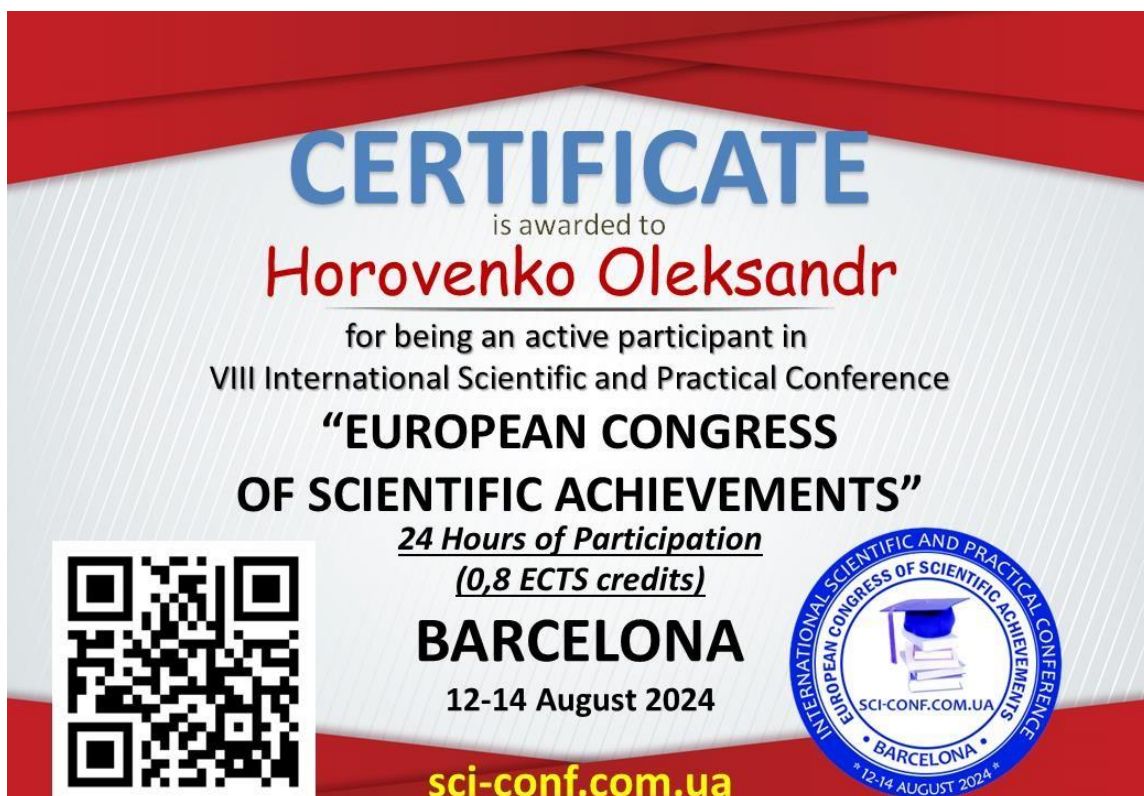 CERTIFICATE
is awarded to
Horovenko Oleksandr
for being an active participant in
VIII International Scientific and Practical Conference
“EUROPEAN CONGRESS
OF SCIENTIFIC ACHIEVEMENTS”
24 Hours of Participation
(0,8 ECTS credits)
BARCELONA
12-14 August 2024
sci-conf.com.ua
INTERNATIONAL SCIENTIFIC AND PRACTICAL CONFERENCE
EUROPEAN CONGRESS OF SCIENTIFIC ACHIEVEMENTS
SCI-CONF.COM.UA
• BARCELONA •
* 12-14 AUGUST 2024 *